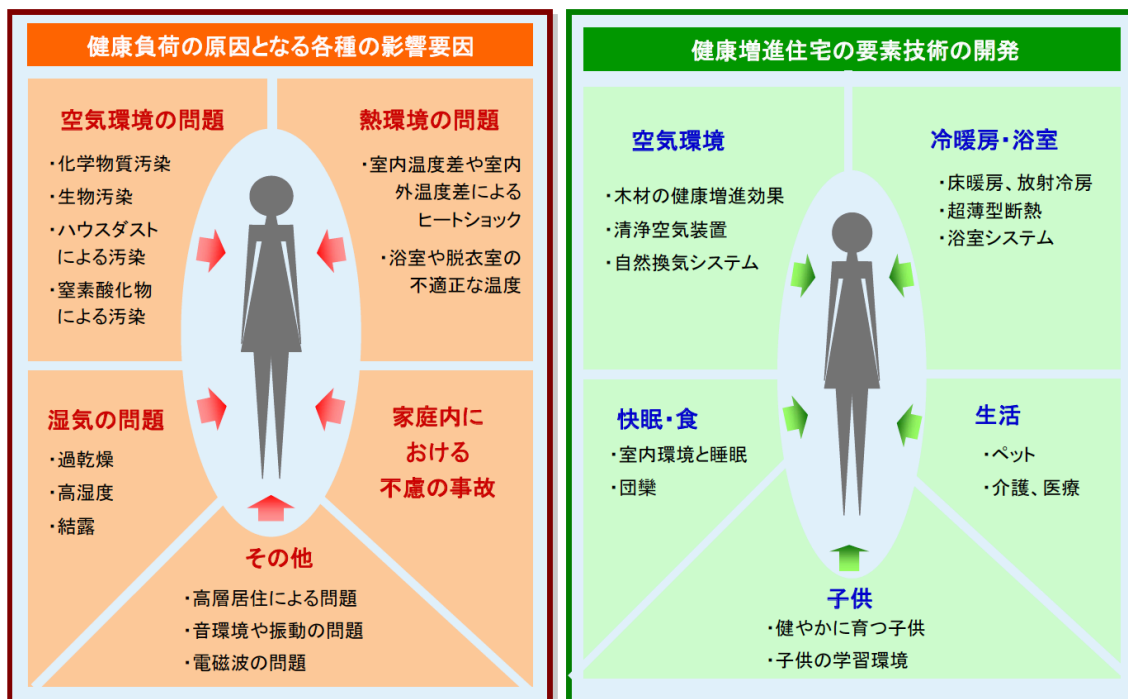 健康負荷の原因となる各種の影響要因
空気環境の問題
・化学物質汚染
・生物汚染
・ハウスダスト
による汚染
・窒素酸化物
による汚染
熱環境の問題
・室内温度差や室内
外温度差による
ヒートショック
・浴室や脱衣室の
不適正な温度
湿気の問題
・過乾燥
・高湿度
・結露
家庭内に
おける
不慮の事故
その他
・高層居住による問題
・音環境や振動の問題
・電磁波の問題
健康増進住宅の要素技術の開発
空気環境
・木材の健康増進効果
・清浄空気装置
・自然換気システム
冷暖房・浴室
・床暖房、放射冷房
・超薄型断熱
・浴室システム
快眠・食
・室内環境と睡眠
・団欒
生活
・ペット
・介護、医療
子供
・健やかに育つ子供
・子供の学習環境